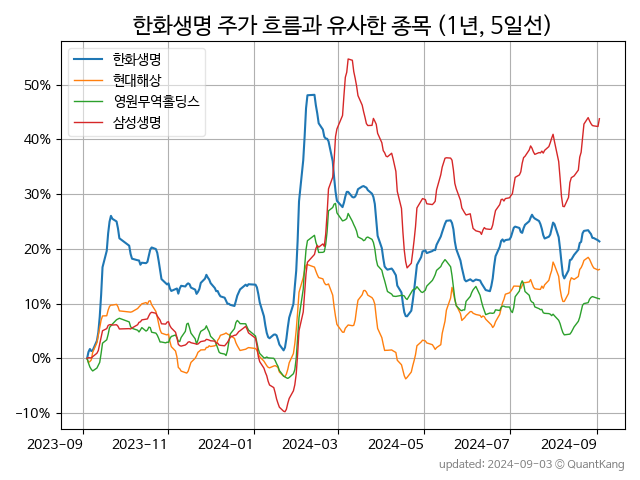 한화생명 주가 흐름과 유사한 종목 (1년, 5일선)
한화생명
현대해상
영원무역홀딩스
삼성생명
50%
40%
30%
20%
10%
0%
−10%
2023-09
2023-11
2024-01
2024-03
2024-05
2024-07
2024-09
updated: 2024-09-03 © QuantKang